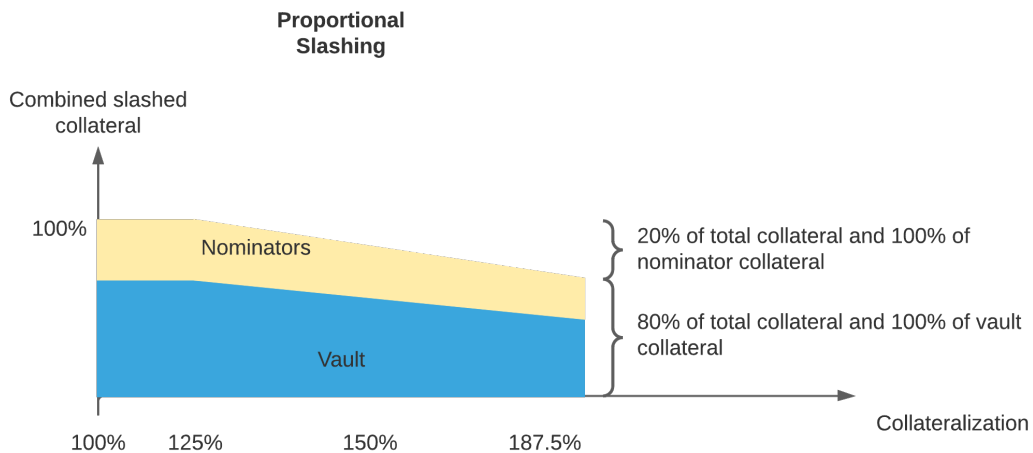 Proportional
Slashing
Combined slashed
collateral
100%
Nominators
20% of total collateral and 100% of
nominator collateral
80% of total collateral and 100% of vault
collateral
Vault
Collateralization
100%
125%
150%
187.5%